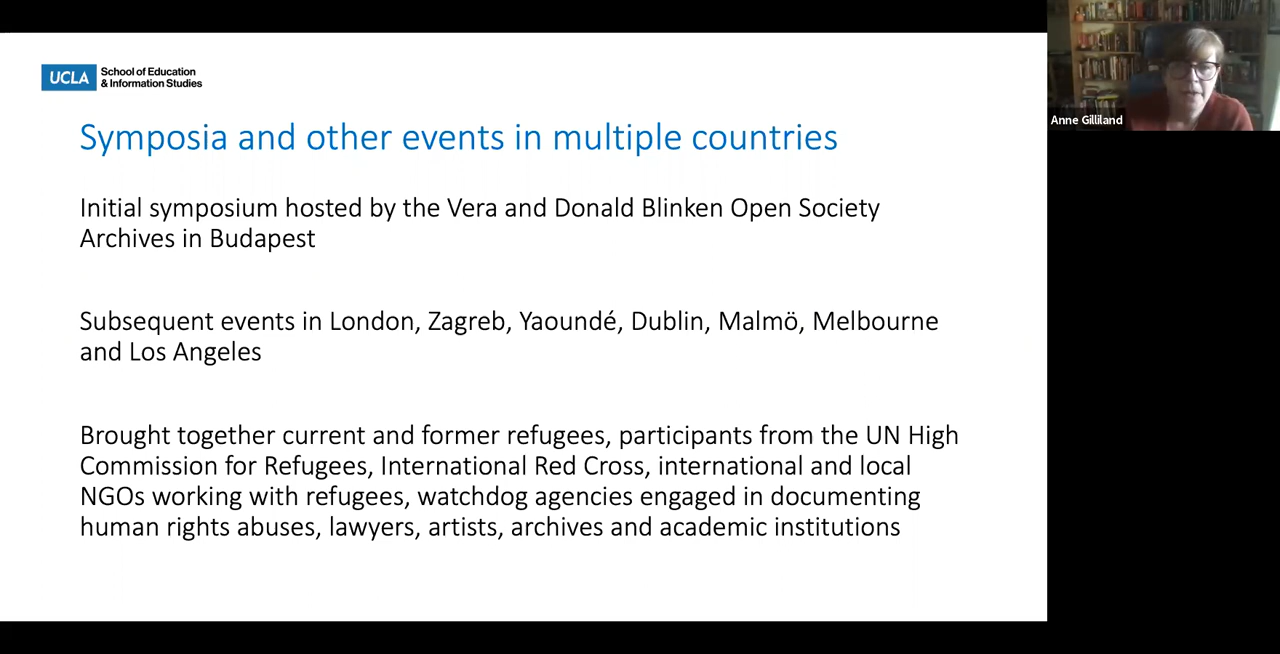 UCLA School of Education
& Information Studies
Symposia and other events in multiple countries
Initial symposium hosted by the Vera and Donald Blinken Open Society
Archives in Budapest
Subsequent events in London, Zagreb, Yaoundé, Dublin, Malmö, Melbourne
and Los Angeles
Brought together current and former refugees, participants from the UN High
Commission for Refugees, International Red Cross, international and local
NGOs working with refugees, watchdog agencies engaged in documenting
human rights abuses, lawyers, artists, archives and academic institutions
Anne Gilliland